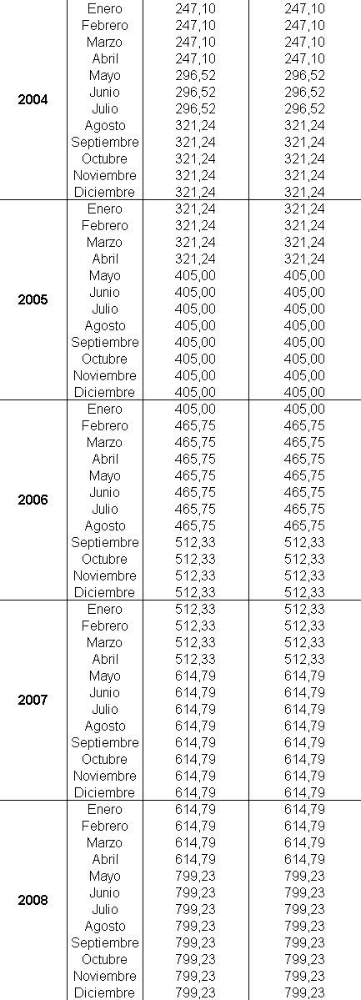 Enero 247,10 247,10
Febrero 247,10 247,10
Marzo 247,10 247,10
Abril 247,10 247,10
Mayo 296,52 296,52
2004 Junio 296,52 296,52
Julio 296,52 296,52
Agosto 321,24 321,24
Septiembre 321,24 321,24
Octubre 321,24 321,24
Noviembre 321,24 321,24
Diciembre 321,24 321,24
Enero 321,24 321,24
Febrero 321,24 321,24
Marzo 321,24 321,24
Abril 321,24 321,24
Mayo 405,00 405,00
2005 Junio 405,00 405,00
Julio 405,00 405,00
Agosto 405,00 405,00
Septiembre 405,00 405,00
Octubre 405,00 405,00
Noviembre 405,00 405,00
Diciembre 405,00 405,00
Enero 405,00 405,00
Febrero 465,75 465,75
Marzo 465,75 465,75
Abril 465,75 465,75
Mayo 465,75 465,75
2006 Junio 465,75 465,75
Julio 465,75 465,75
Agosto 465,75 465,75
Septiembre 512,33 512,33
Octubre 512,33 512,33
Noviembre 512,33 512,33
Diciembre 512,33 512,33
Enero 512,33 512,33
Febrero 512,33 512,33
Marzo 512,33 512,33
Abril 512,33 512,33
Mayo 614,79 614,79
2007 Junio 614,79 614,79
Julio 614,79 614,79
Agosto 614,79 614,79
Septiembre 614,79 614,79
Octubre 614,79 614,79
Noviembre 614,79 614,79
Diciembre 614,79 614,79
Enero 614,79 614,79
Febrero 614,79 614,79
Marzo 614,79 614,79
Abril 614,79 614,79
Mayo 799,23 799,23
2008 Junio 799,23 799,23
Julio 799,23 799,23
Agosto 799,23 799,23
Septiembre 799,23 799,23
Octubre 799,23 799,23
Noviembre 799,23 799,23
Diciembre 799,23 799,23